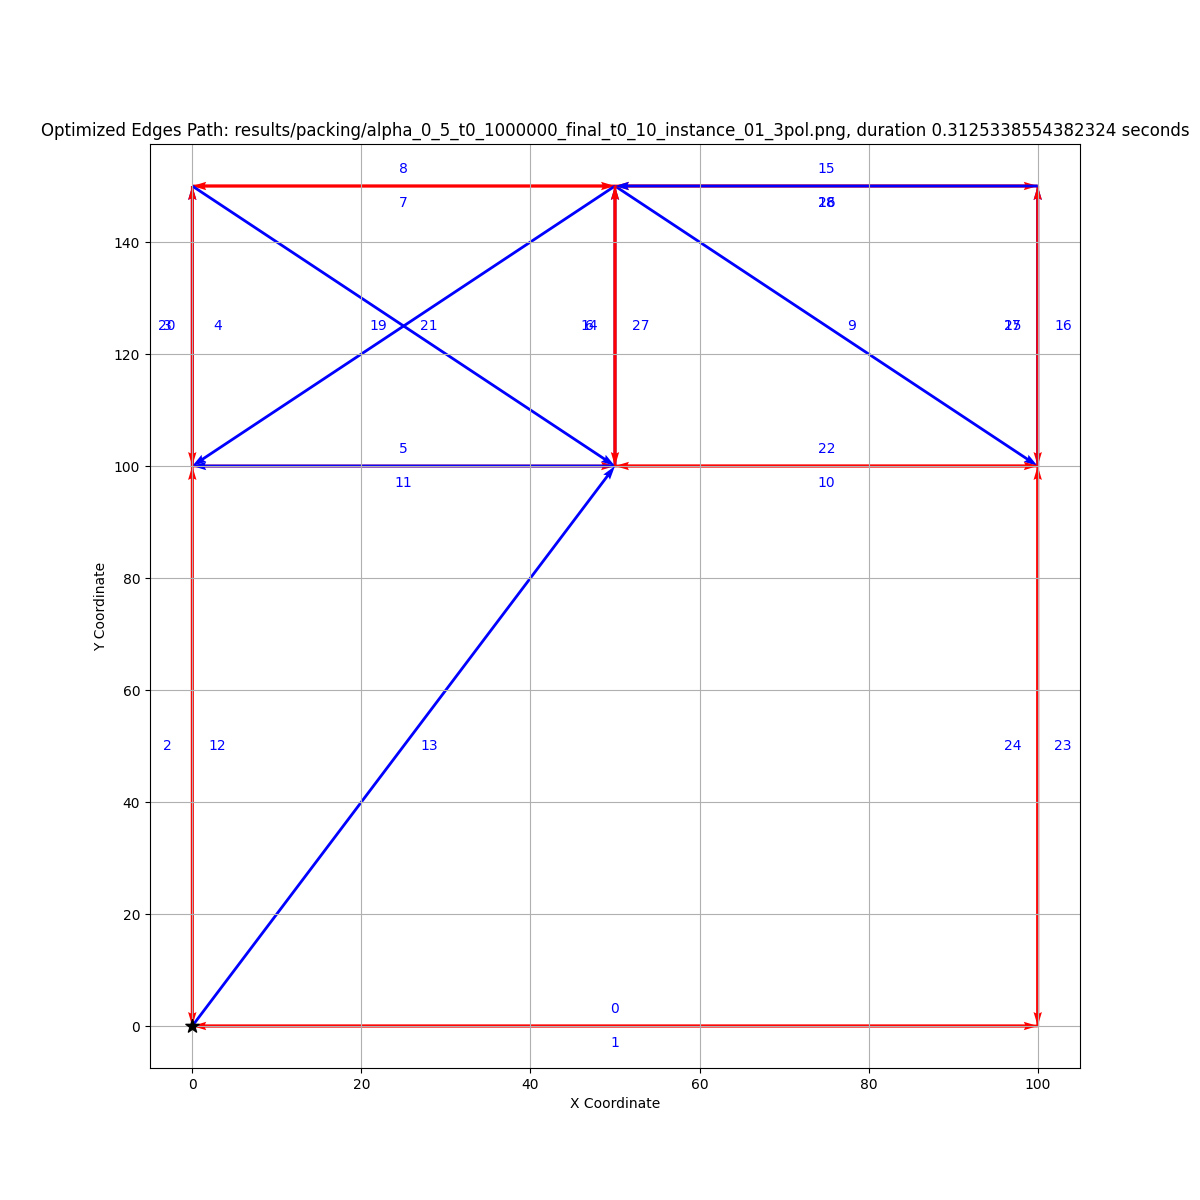 Optimized Edges Path: results/packing/alpha_0_5_t0_1000000_final_t0_10_instance_01_3pol.png, duration 0.3125338554382324 seconds
8 15
7
140
4 19 21 27 9 16
120
5 22
100
11 10
80
Y Coordinate
60
2 12 13 24 23
40
20
0
0
1
0 20 40 60 80 100
X Coordinate